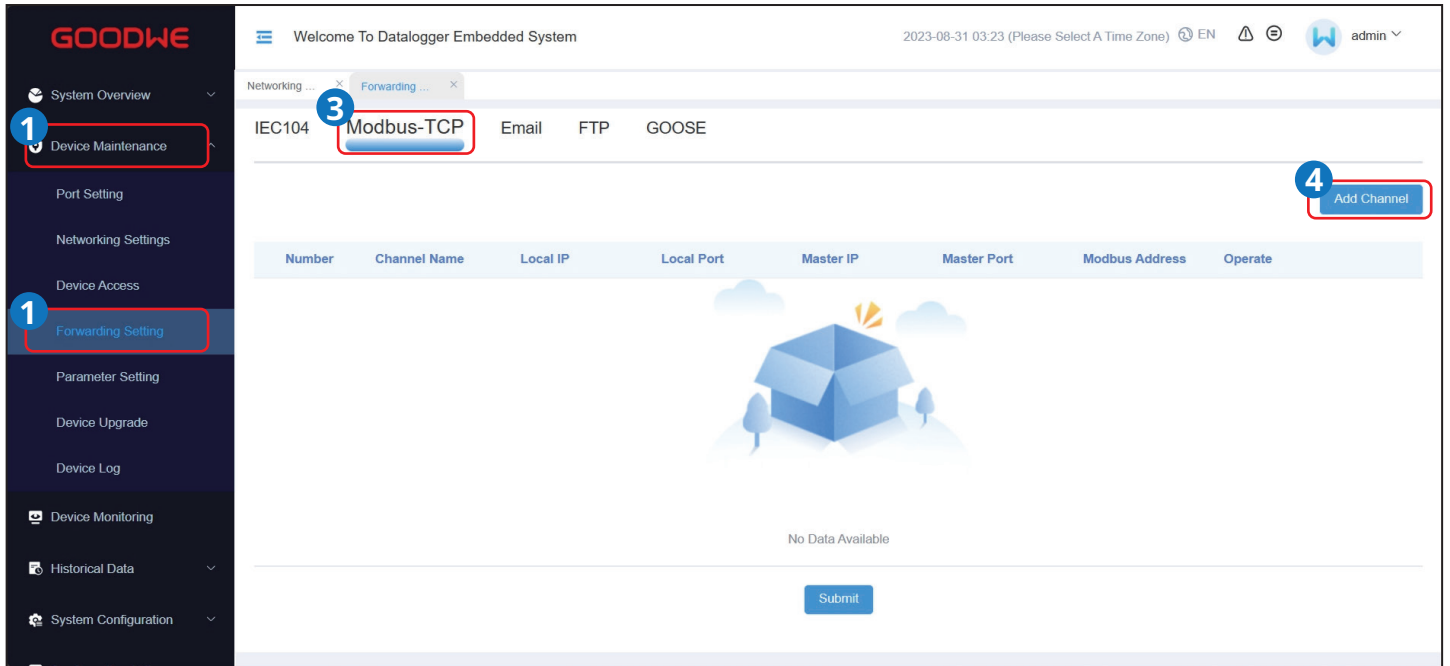 GOODWE
Welcome To Datalogger Embedded System
2023-08-31 03:23 (Please Select A Time Zone) EN
admin
System Overview
1
Device Maintenance
Port Setting
Networking Settings
Device Access
1
Forwarding Setting
Parameter Setting
Device Upgrade
Device Log
Device Monitoring
Historical Data
System Configuration
Networking ... ×
Forwarding ... ×
3
IEC104 Modbus-TCP Email FTP GOOSE
4
Add Channel
Number Channel Name Local IP Local Port Master IP Master Port Modbus Address Operate
No Data Available
Submit